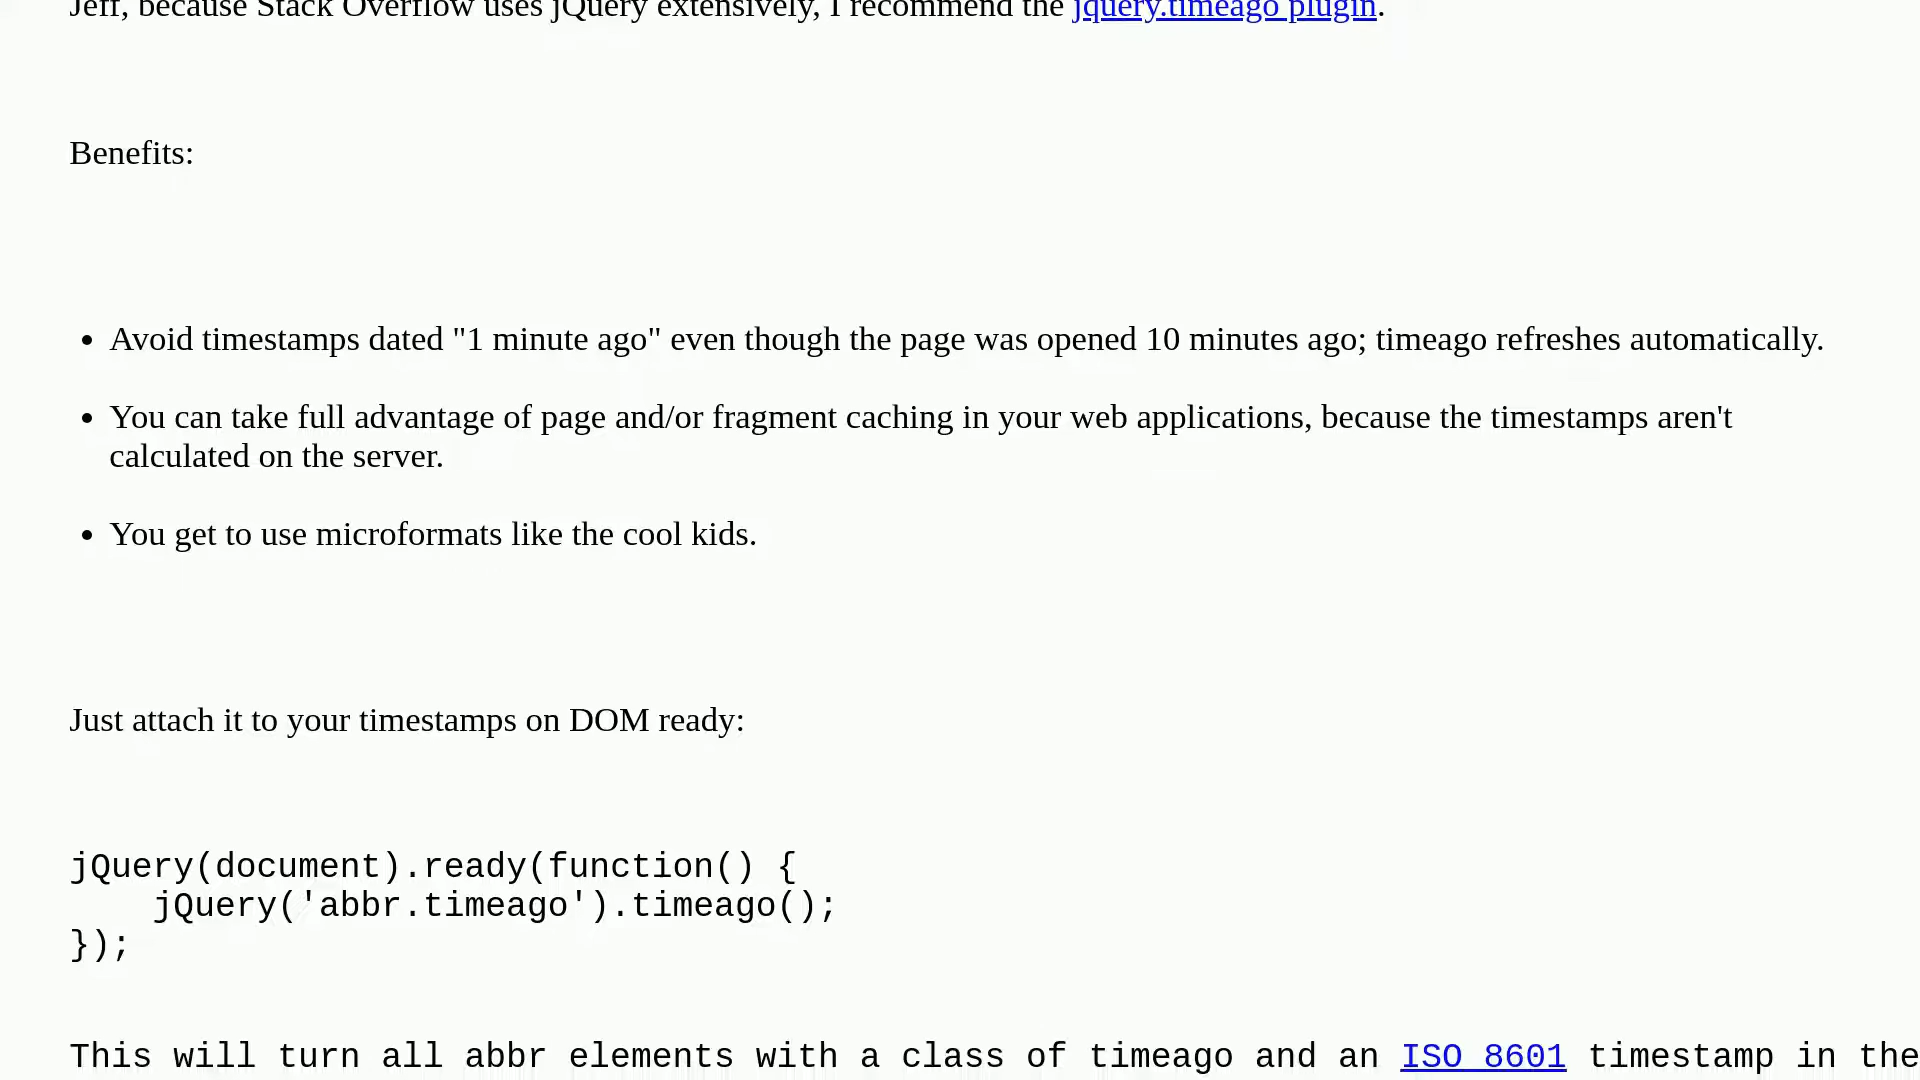 Jeff, because Stack Overflow uses jQuery extensively, I recommend the jquery.timeago plugin.
Benefits:
• Avoid timestamps dated "1 minute ago" even though the page was opened 10 minutes ago; timeago refreshes automatically.
• You can take full advantage of page and/or fragment caching in your web applications, because the timestamps aren't
calculated on the server.
• You get to use microformats like the cool kids.
Just attach it to your timestamps on DOM ready:
jQuery(document).ready(function() {
    jQuery('abbr.timeago').timeago();
});
This will turn all abbr elements with a class of timeago and an ISO 8601 timestamp in the